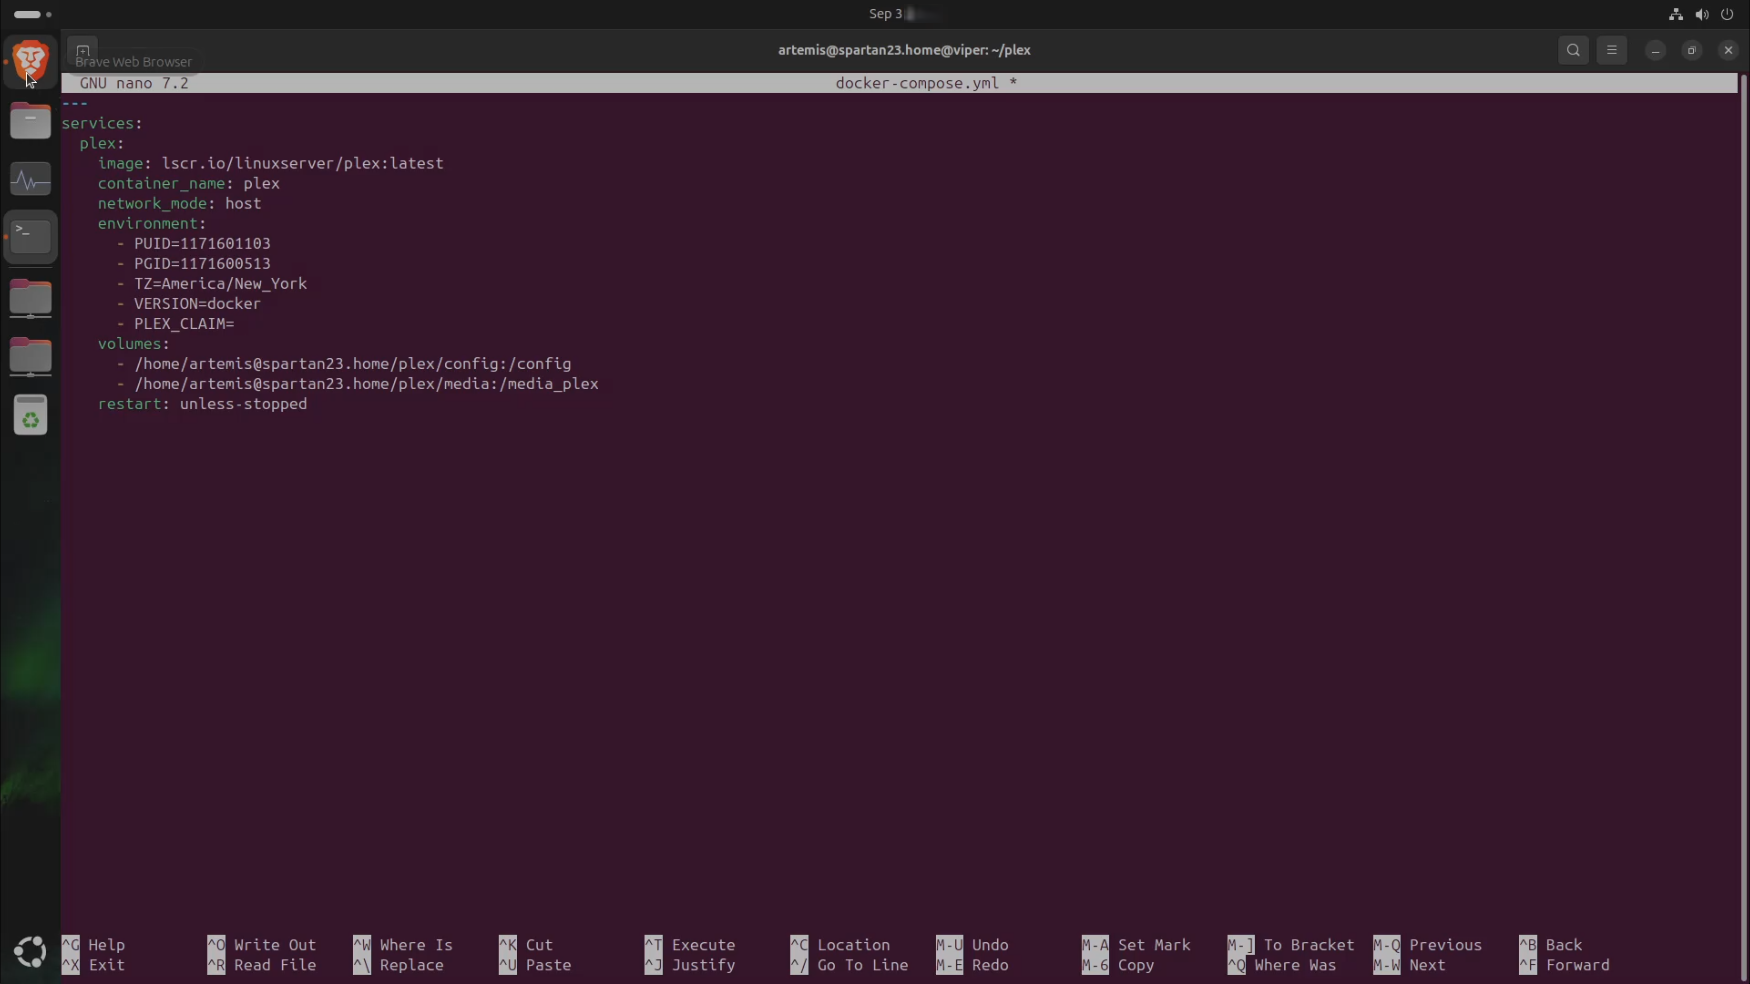 Sep 3
Brave Web Browser
artemis@spartan23.home@viper: ~/plex
GNU nano 7.2
docker-compose.yml *
---
services:
plex:
image: lscr.io/linuxserver/plex:latest
container_name: plex
network_mode: host
environment:
- PUID=1171601103
- PGID=1171600513
- TZ=America/New_York
- VERSION=docker
- PLEX_CLAIM=
volumes:
- /home/artemis@spartan23.home/plex/config:/config
- /home/artemis@spartan23.home/plex/media:/media_plex
restart: unless-stopped
^G Help ^O Write Out ^W Where Is ^K Cut ^T Execute ^C Location M-U Undo M-A Set Mark M-] To Bracket M-Q Previous ^B Back
^X Exit ^R Read File ^\ Replace ^U Paste ^J Justify ^/ Go To Line M-E Redo M-6 Copy ^Q Where Was M-W Next ^F Forward